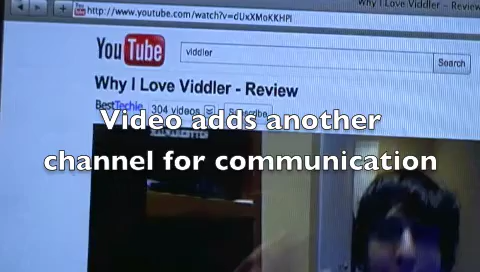 Why I Love Viddler – Review
http://www.youtube.com/watch?v=dUxXMoKKHPI
YouTube
viddler
Search
Why I Love Viddler - Review
BestTechie 304 videos Subscribe
Video adds another
channel for communication